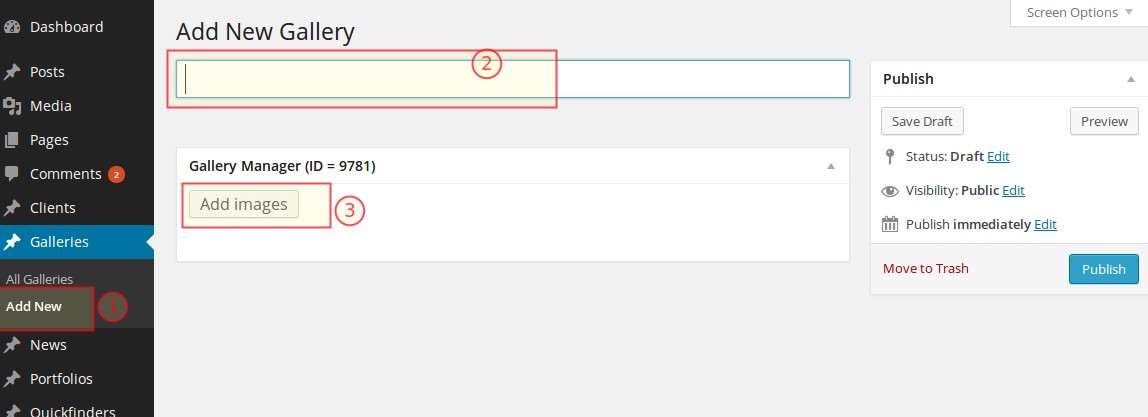 Screen Options
Dashboard
Posts
Media
Pages
Comments 2
Clients
Galleries
All Galleries
Add New
1
News
Portfolios
Quickfinders
Add New Gallery
2
Gallery Manager (ID = 9781)
Add images
3
Publish
Save Draft
Preview
Status: Draft Edit
Visibility: Public Edit
Publish immediately Edit
Move to Trash
Publish